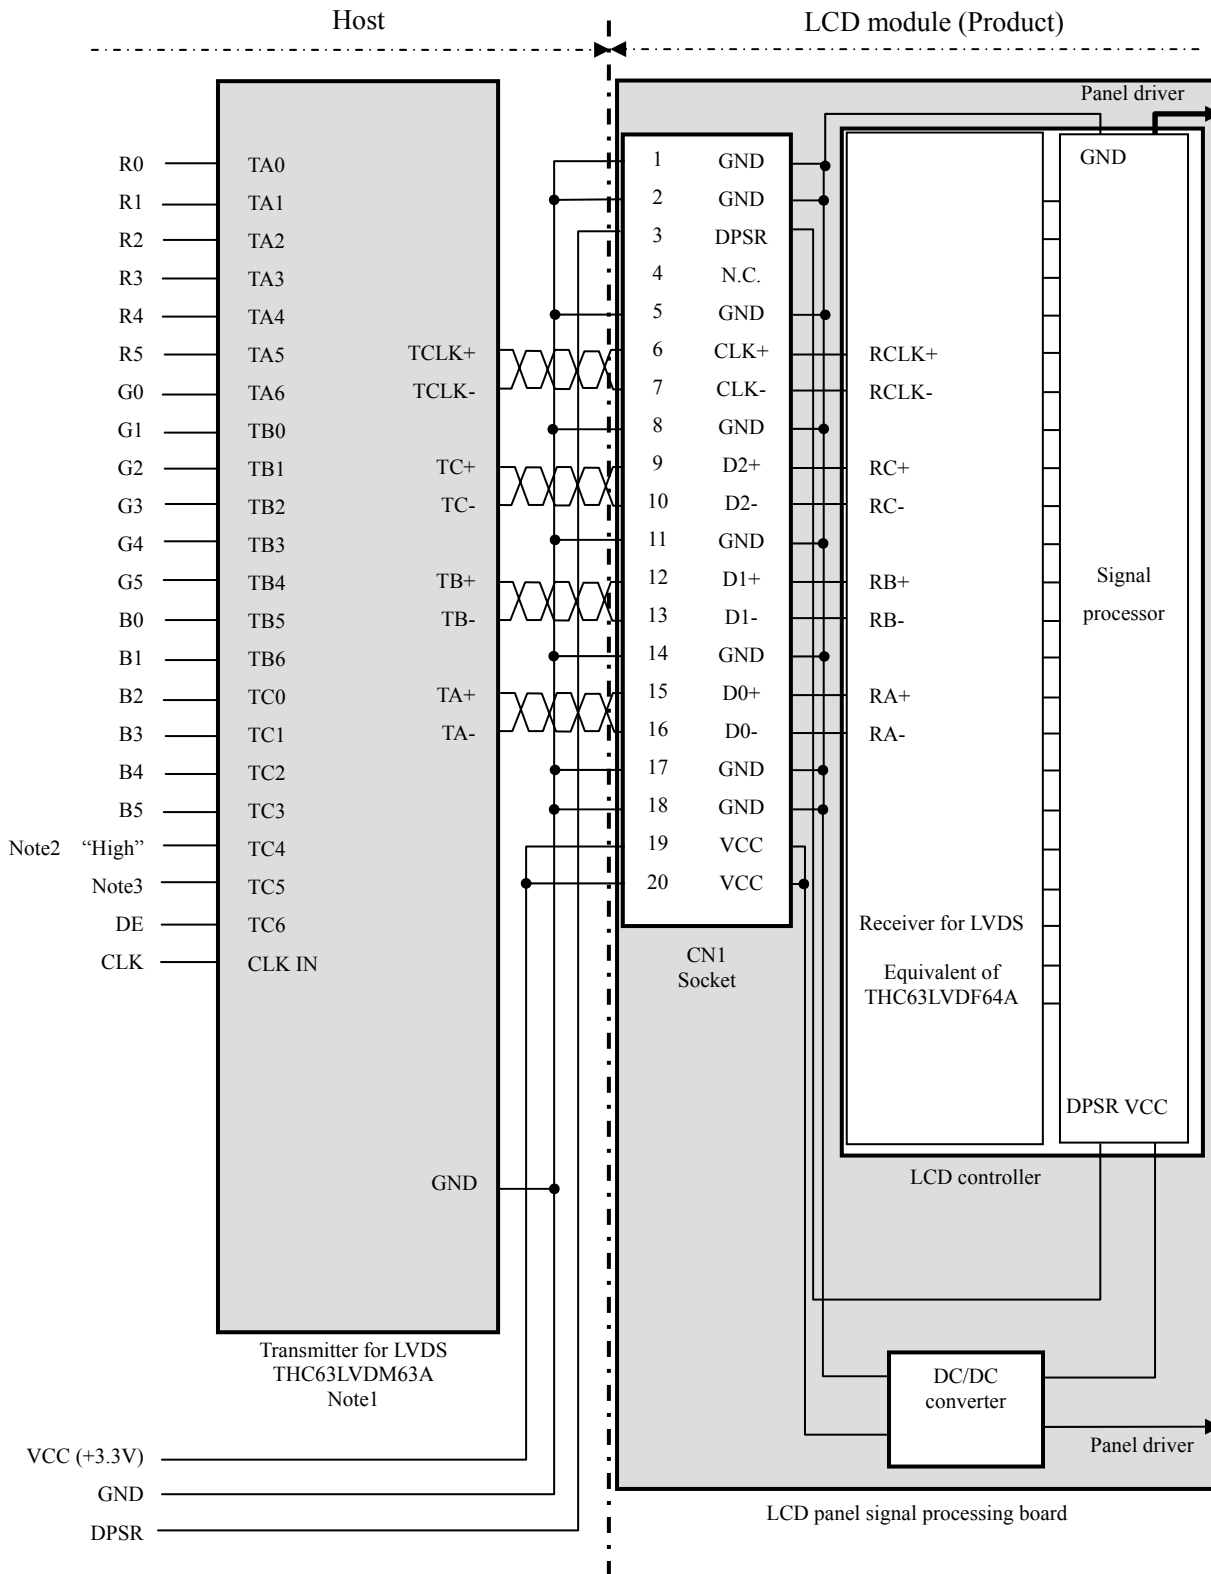 Host
LCD module (Product)
Panel driver
R0 TA0
R1 TA1
R2 TA2
R3 TA3
R4 TA4
R5 TA5 TCLK+
G0 TA6 TCLK-
G1 TB0
G2 TB1 TC+
G3 TB2 TC-
G4 TB3
G5 TB4 TB+
B0 TB5 TB-
B1 TB6
B2 TC0 TA+
B3 TC1 TA-
B4 TC2
B5 TC3
Note2 “High” TC4
Note3 TC5
DE TC6
CLK CLK IN
GND
Transmitter for LVDS
THC63LVDM63A
Note1
VCC (+3.3V)
GND
DPSR
1 GND
2 GND
3 DPSR
4 N.C.
5 GND
6 CLK+
7 CLK-
8 GND
9 D2+
10 D2-
11 GND
12 D1+
13 D1-
14 GND
15 D0+
16 D0-
17 GND
18 GND
19 VCC
20 VCC
CN1
Socket
RCLK+
RCLK-
RC+
RC-
RB+
RB-
RA+
RA-
Receiver for LVDS
Equivalent of
THC63LVDF64A
GND
Signal
processor
DPSR VCC
LCD controller
DC/DC
converter
Panel driver
LCD panel signal processing board